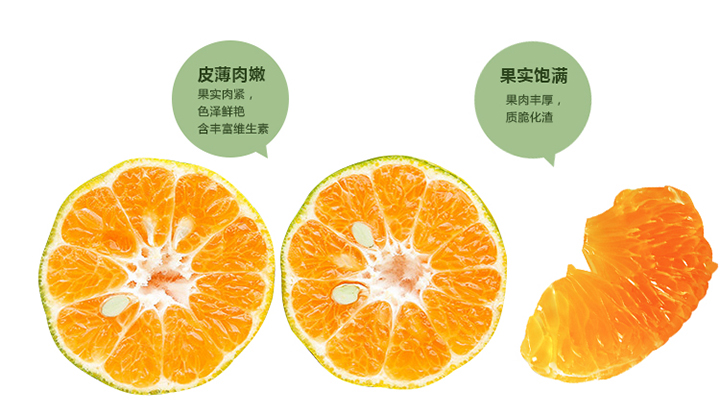 皮薄肉嫩
果实肉紧，
色泽鲜艳
含丰富维生素
果实饱满
果肉丰厚，
质脆化渣